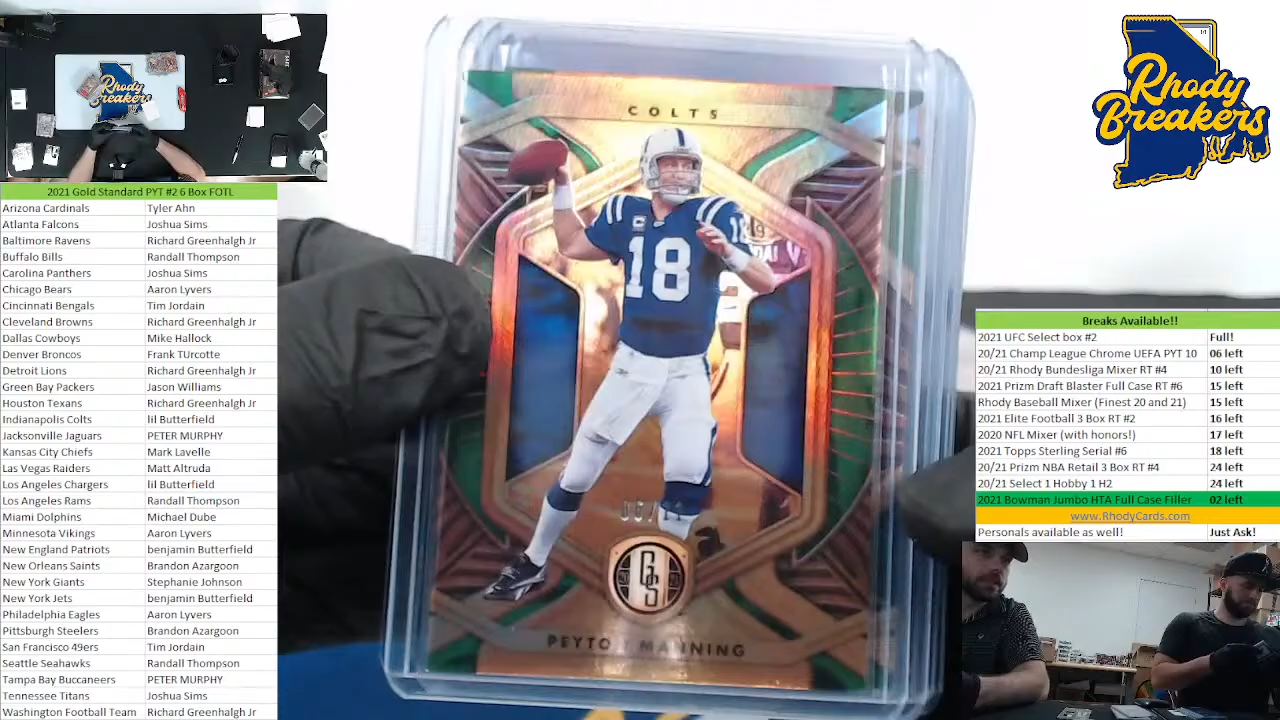 Rhody
Breakers
2021 Gold Standard PYT #2 6 Box FOTL
Arizona Cardinals Tyler Ahn
Atlanta Falcons Joshua Sims
Baltimore Ravens Richard Greenhalgh Jr
Buffalo Bills Randall Thompson
Carolina Panthers Joshua Sims
Chicago Bears Aaron Lyvers
Cincinnati Bengals Tim Jordain
Cleveland Browns Richard Greenhalgh Jr
Dallas Cowboys Mike Hallock
Denver Broncos Frank TUrcotte
Detroit Lions Richard Greenhalgh Jr
Green Bay Packers Jason Williams
Houston Texans Richard Greenhalgh Jr
Indianapolis Colts lil Butterfield
Jacksonville Jaguars PETER MURPHY
Kansas City Chiefs Mark Lavelle
Las Vegas Raiders Matt Altruda
Los Angeles Chargers lil Butterfield
Los Angeles Rams Randall Thompson
Miami Dolphins Michael Dube
Minnesota Vikings Aaron Lyvers
New England Patriots benjamin Butterfield
New Orleans Saints Brandon Azargoon
New York Giants Stephanie Johnson
New York Jets benjamin Butterfield
Philadelphia Eagles Aaron Lyvers
Pittsburgh Steelers Brandon Azargoon
San Francisco 49ers Tim Jordain
Seattle Seahawks Randall Thompson
Tampa Bay Buccaneers PETER MURPHY
Tennessee Titans Joshua Sims
Washington Football Team Richard Greenhalgh Jr
COLTS
18
GS
PEYTON MANNING
Rhody
Breakers
Breaks Available!!
2021 UFC Select box #2 Full!
20/21 Champ League Chrome UEFA PYT 10 06 left
20/21 Rhody Bundesliga Mixer RT #4 10 left
2021 Prizm Draft Blaster Full Case RT #6 15 left
Rhody Baseball Mixer (Finest 20 and 21) 15 left
2021 Elite Football 3 Box RT #2 16 left
2020 NFL Mixer (with honors!) 17 left
2021 Topps Sterling Serial #6 18 left
20/21 Prizm NBA Retail 3 Box RT #4 24 left
20/21 Select 1 Hobby 1 H2 24 left
2021 Bowman Jumbo HTA Full Case Filler 02 left
www.RhodyCards.com
Personals available as well! Just Ask!